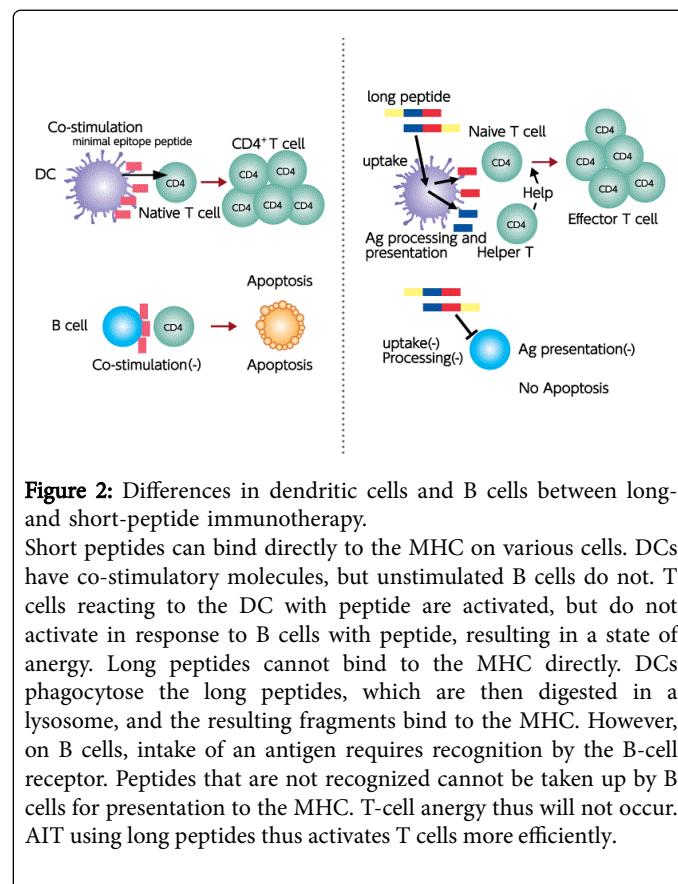 Co-stimulation
minimal epitope peptide
DC
CD4
Native T cell
CD4+ T cell
CD4
CD4
CD4
CD4
CD4
B cell
CD4
Co-stimulation(-)
Apoptosis
Apoptosis
long peptide
uptake
Naive T cell
CD4
Help
CD4
Ag processing and
presentation
Helper T
CD4
CD4
CD4
CD4
CD4
CD4
Effector T cell
uptake(-)
Processing(-)
Ag presentation(-)
No Apoptosis
Figure 2: Differences in dendritic cells and B cells between long-
and short-peptide immunotherapy.
Short peptides can bind directly to the MHC on various cells. DCs
have co-stimulatory molecules, but unstimulated B cells do not. T
cells reacting to the DC with peptide are activated, but do not
activate in response to B cells with peptide, resulting in a state of
anergy. Long peptides cannot bind to the MHC directly. DCs
phagocytose the long peptides, which are then digested in a
lysosome, and the resulting fragments bind to the MHC. However,
on B cells, intake of an antigen requires recognition by the B-cell
receptor. Peptides that are not recognized cannot be taken up by B
cells for presentation to the MHC. T-cell anergy thus will not occur.
AIT using long peptides thus activates T cells more efficiently.